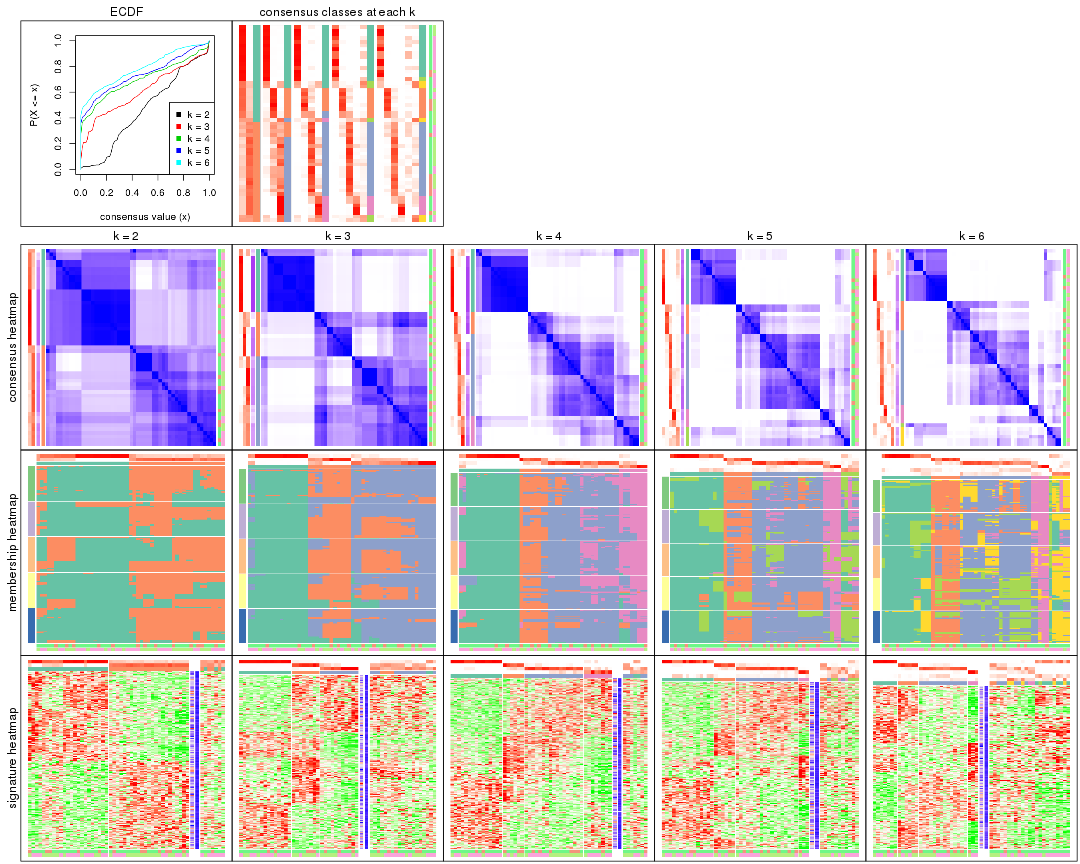 ECDF
consensus classes at each k
P(X <= x)
0.0 0.2 0.4 0.6 0.8 1.0
k = 2
k = 3
k = 4
k = 5
k = 6
0.0 0.2 0.4 0.6 0.8 1.0
consensus value (x)
k = 2 k = 3 k = 4 k = 5 k = 6
consensus heatmap
membership heatmap
signature heatmap